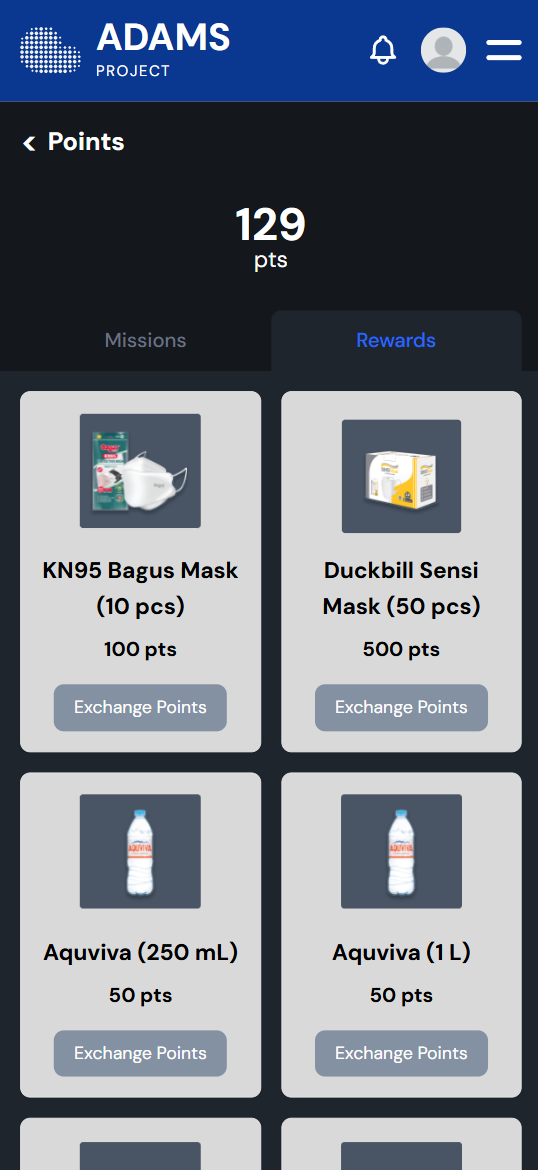 ADAMS
PROJECT
Points
129
pts
Missions
Rewards
KN95 Bagus Mask
(10 pcs)
100 pts
Exchange Points
Duckbill Sensi
Mask (50 pcs)
500 pts
Exchange Points
AQUVIVA
Aquviva (250 mL)
50 pts
Exchange Points
AQUVIVA
Aquviva (1 L)
50 pts
Exchange Points